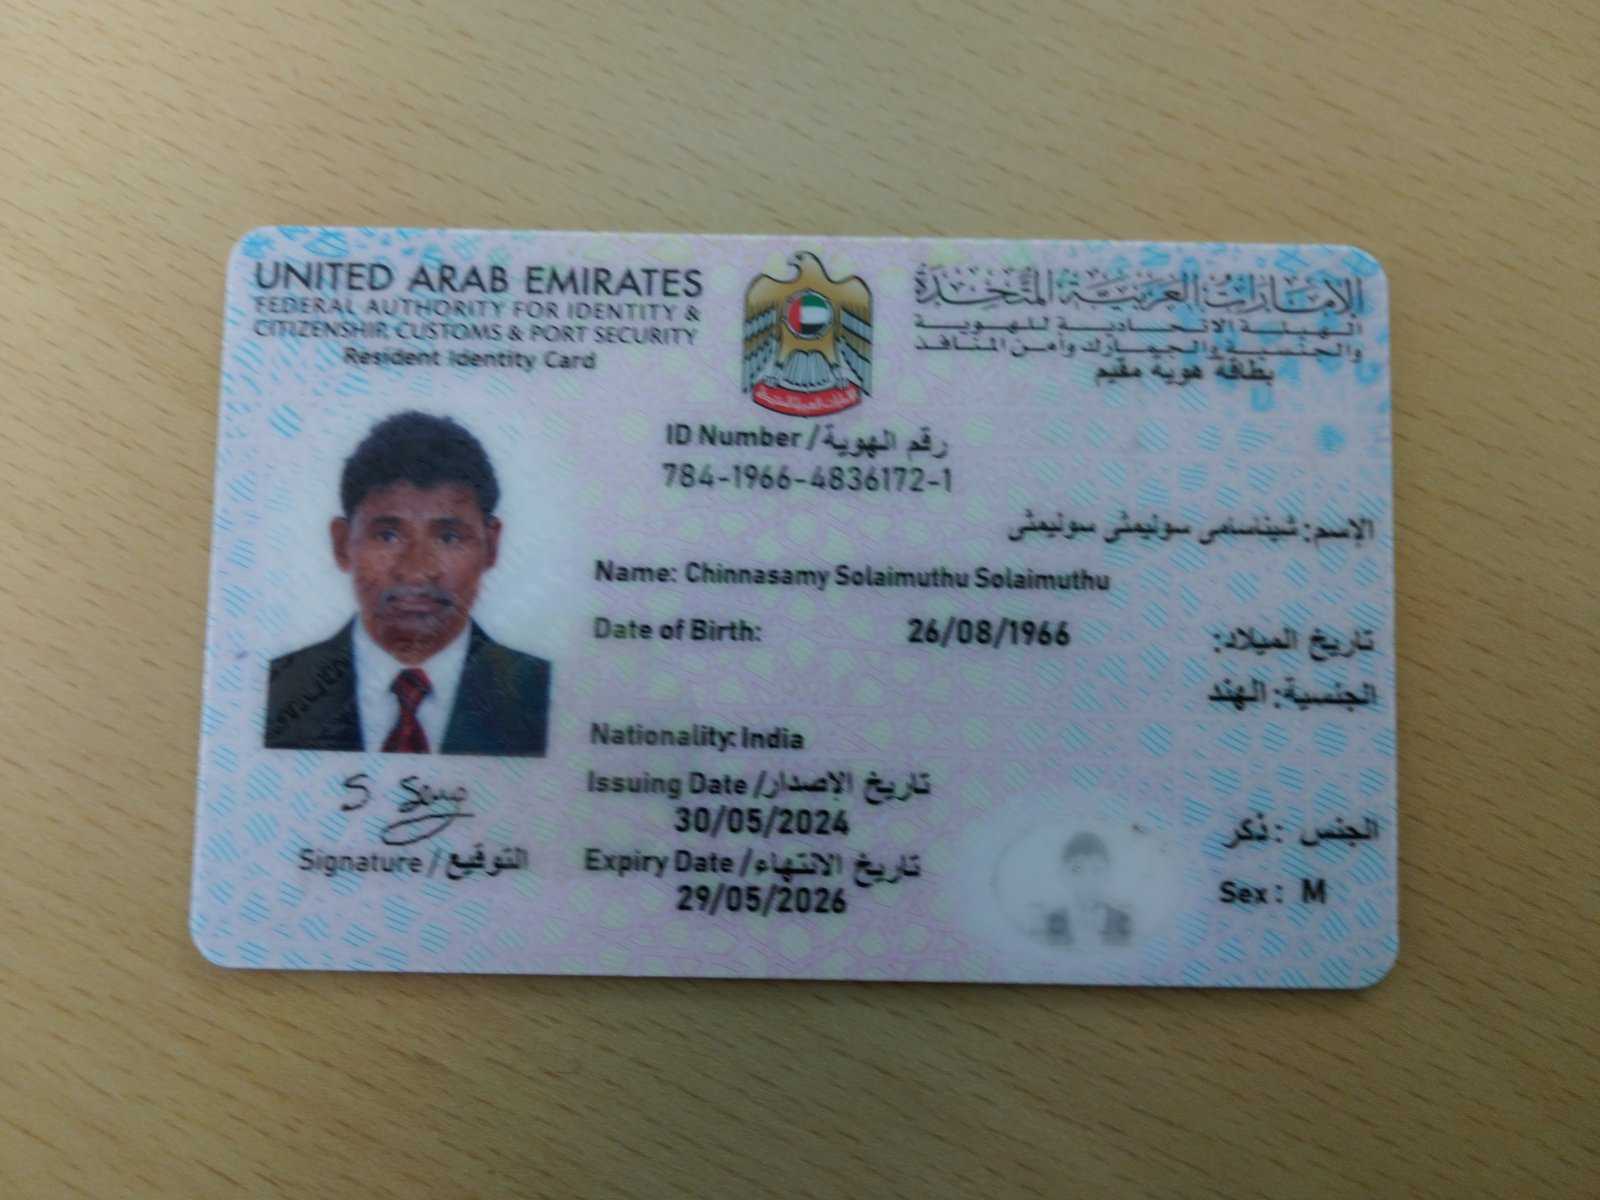 UNITED ARAB EMIRATES
FEDERAL AUTHORITY FOR IDENTITY &
CITIZENSHIP, CUSTOMS & PORT SECURITY
Resident Identity Card
الإمارات العربية المتحدة
الهيئة الاتحادية للهوية
والجنسية والجمارك وأمن المنافذ
بطاقة هوية مقيم
ID Number / رقم الهوية
784-1966-4836172-1
الإسم: شيناسامى سوليمثى سوليمثى
Name: Chinnasamy Solaimuthu Solaimuthu
Date of Birth: 26/08/1966 تاريخ الميلاد:
الجنسية: الهند
Nationality: India
Issuing Date / تاريخ الإصدار
30/05/2024
الجنس : ذكر
Expiry Date / تاريخ الانتهاء
29/05/2026
Sex : M
Signature / التوقيع